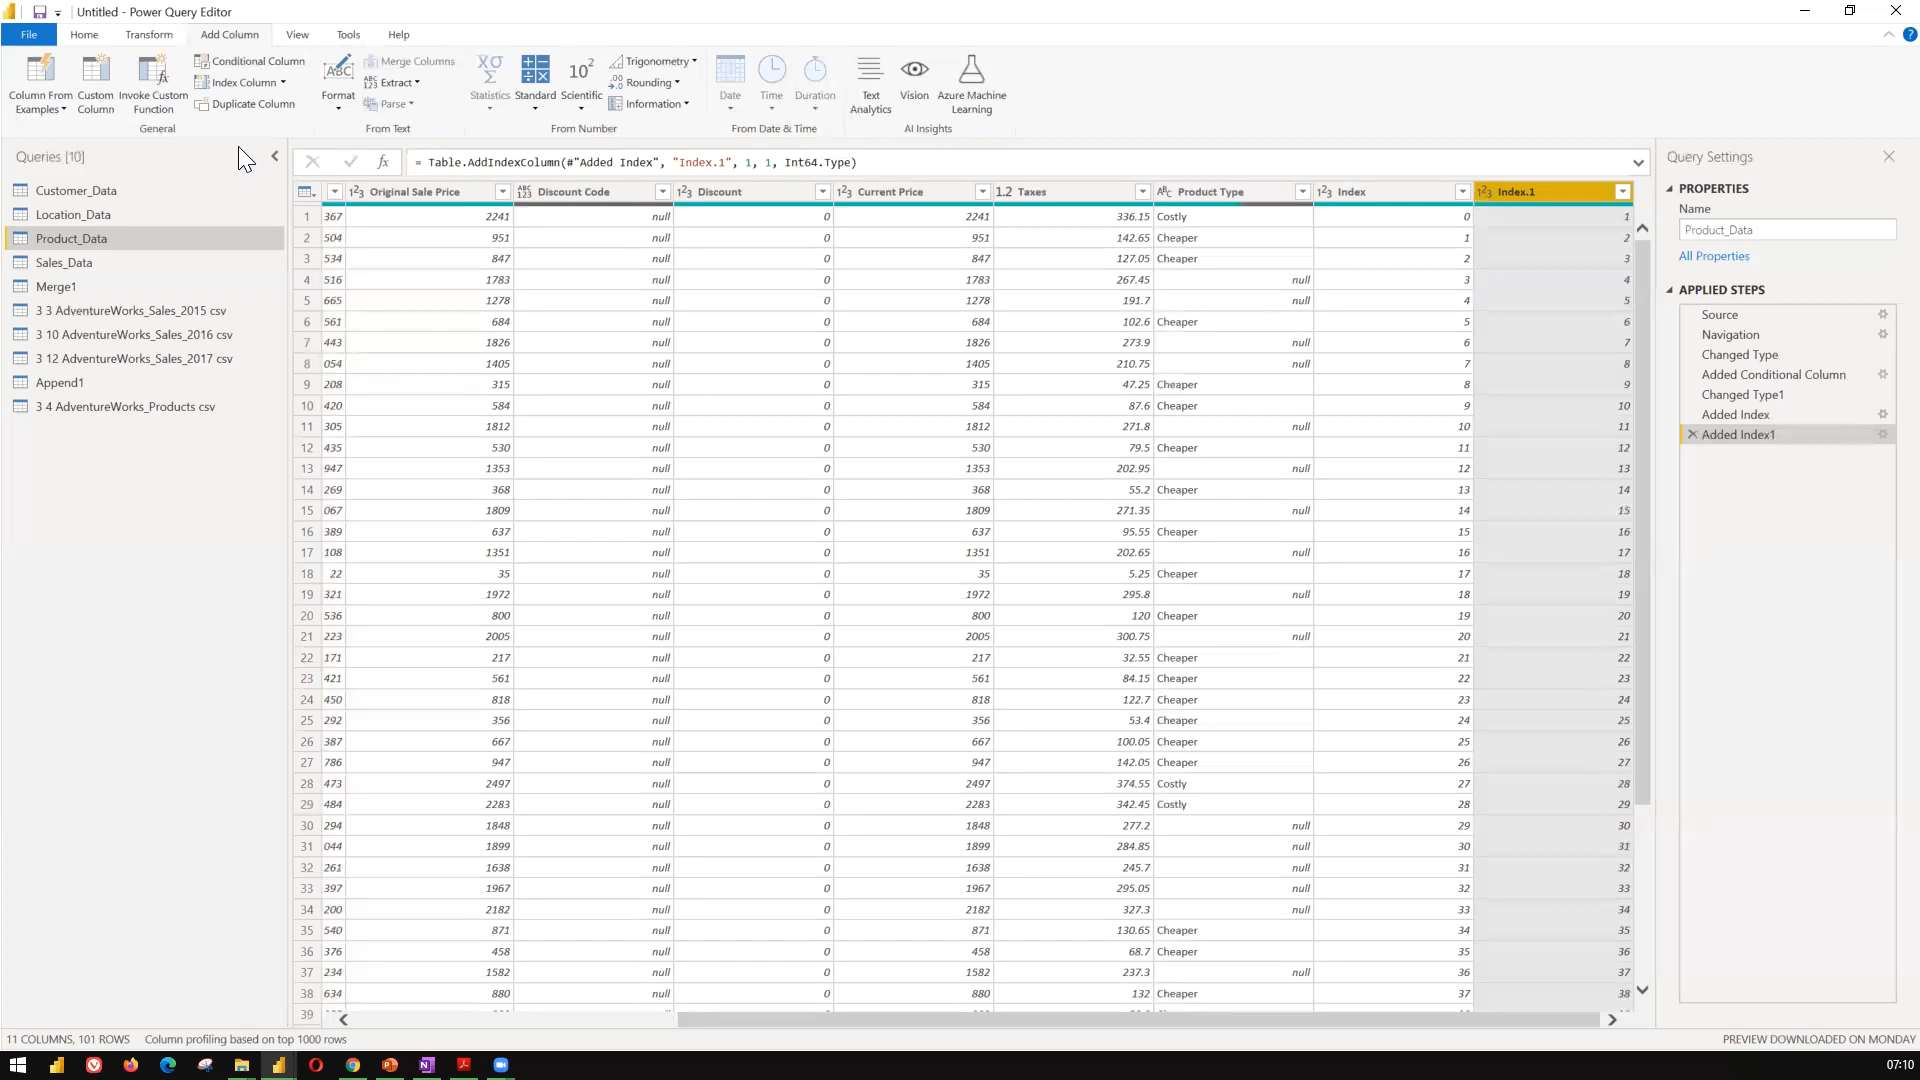 Untitled - Power Query Editor
File Home Transform Add Column View Tools Help
Column From Examples
Custom Column
Invoke Custom Function
Conditional Column
Index Column
Duplicate Column
General
Format
Merge Columns
Extract
Parse
From Text
Statistics
Standard
Scientific
Trigonometry
Rounding
Information
From Number
Date
Time
Duration
From Date & Time
Text Analytics
Vision
Azure Machine Learning
AI Insights
Queries [10]
Customer_Data
Location_Data
Product_Data
Sales_Data
Merge1
3 3 AdventureWorks_Sales_2015 csv
3 10 AdventureWorks_Sales_2016 csv
3 12 AdventureWorks_Sales_2017 csv
Append1
3 4 AdventureWorks_Products csv
= Table.AddIndexColumn(#"Added Index", "Index.1", 1, 1, Int64.Type)
Original Sale Price Discount Code Discount Current Price Taxes Product Type Index Index.1
1 367 2241 null 0 2241 336.15 Costly 0 1
2 504 951 null 0 951 142.65 Cheaper 1 2
3 534 847 null 0 847 127.05 Cheaper 2 3
4 516 1783 null 0 1783 267.45 null 3 4
5 665 1278 null 0 1278 191.7 null 4 5
6 561 684 null 0 684 102.6 Cheaper 5 6
7 443 1826 null 0 1826 273.9 null 6 7
8 054 1405 null 0 1405 210.75 null 7 8
9 208 315 null 0 315 47.25 Cheaper 8 9
10 420 584 null 0 584 87.6 Cheaper 9 10
11 305 1812 null 0 1812 271.8 null 10 11
12 435 530 null 0 530 79.5 Cheaper 11 12
13 947 1353 null 0 1353 202.95 null 12 13
14 269 368 null 0 368 55.2 Cheaper 13 14
15 067 1809 null 0 1809 271.35 null 14 15
16 389 637 null 0 637 95.55 Cheaper 15 16
17 108 1351 null 0 1351 202.65 null 16 17
18 22 35 null 0 35 5.25 Cheaper 17 18
19 321 1972 null 0 1972 295.8 null 18 19
20 536 800 null 0 800 120 Cheaper 19 20
21 223 2005 null 0 2005 300.75 null 20 21
22 171 217 null 0 217 32.55 Cheaper 21 22
23 421 561 null 0 561 84.15 Cheaper 22 23
24 450 818 null 0 818 122.7 Cheaper 23 24
25 292 356 null 0 356 53.4 Cheaper 24 25
26 387 667 null 0 667 100.05 Cheaper 25 26
27 786 947 null 0 947 142.05 Cheaper 26 27
28 473 2497 null 0 2497 374.55 Costly 27 28
29 484 2283 null 0 2283 342.45 Costly 28 29
30 294 1848 null 0 1848 277.2 null 29 30
31 044 1899 null 0 1899 284.85 null 30 31
32 261 1638 null 0 1638 245.7 null 31 32
33 397 1967 null 0 1967 295.05 null 32 33
34 200 2182 null 0 2182 327.3 null 33 34
35 540 871 null 0 871 130.65 Cheaper 34 35
36 376 458 null 0 458 68.7 Cheaper 35 36
37 234 1582 null 0 1582 237.3 null 36 37
38 634 880 null 0 880 132 Cheaper 37 38
39
Query Settings
PROPERTIES
Name
Product_Data
All Properties
APPLIED STEPS
Source
Navigation
Changed Type
Added Conditional Column
Changed Type1
Added Index
Added Index1
11 COLUMNS, 101 ROWS Column profiling based on top 1000 rows
PREVIEW DOWNLOADED ON MONDAY
07:10